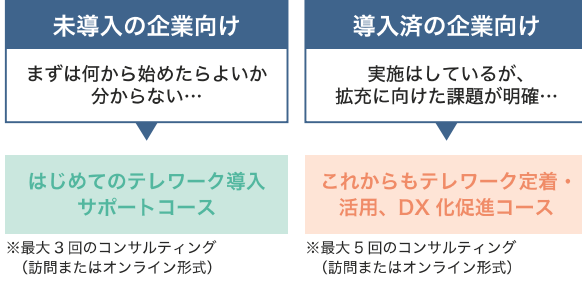 未導入の企業向け
まずは何から始めたらよいか
分からない…
はじめてのテレワーク導入
サポートコース
※最大3回のコンサルティング
（訪問またはオンライン形式）
導入済の企業向け
実施はしているが、
拡充に向けた課題が明確…
これからもテレワーク定着・
活用、DX 化促進コース
※最大5回のコンサルティング
（訪問またはオンライン形式）